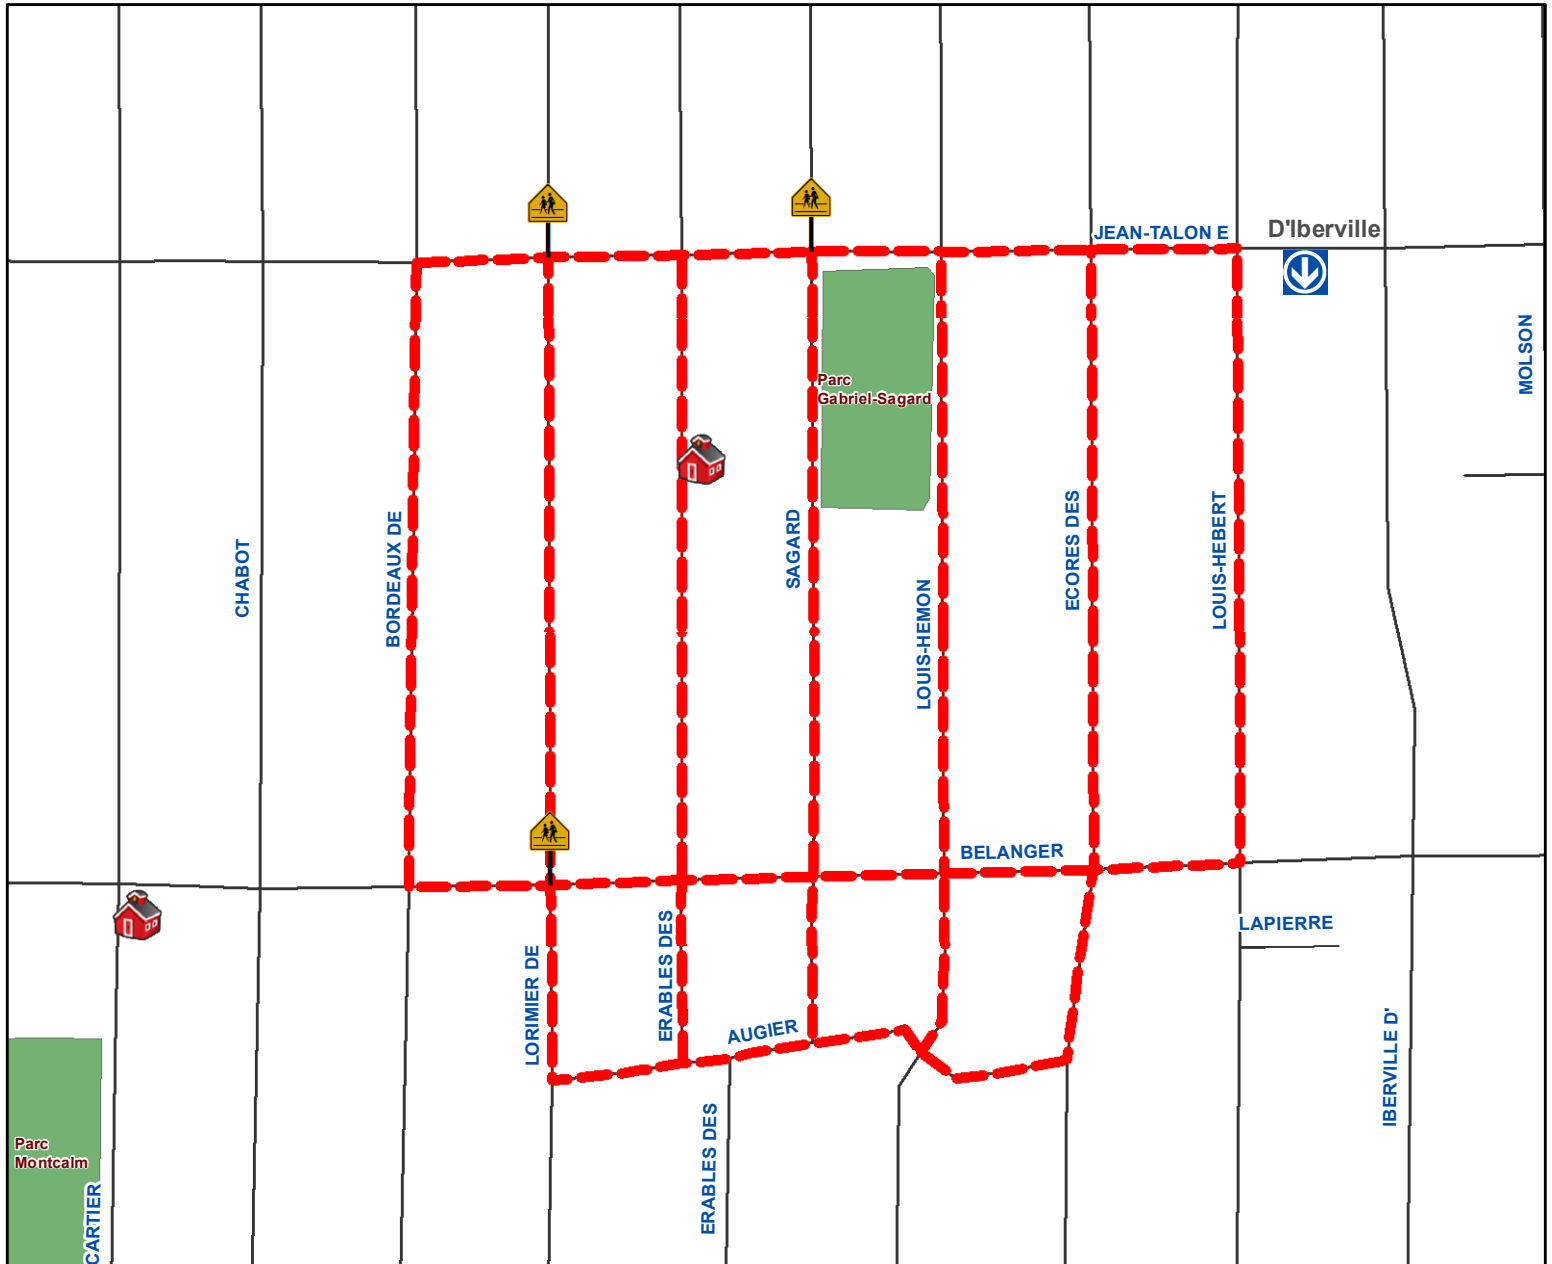 JEAN-TALON E
D'Iberville
MOLSON
Parc
Gabriel-Sagard
CHABOT
BORDEAUX DE
SAGARD
LOUIS-HEMON
ECORES DES
LOUIS-HEBERT
BELANGER
LORIMIER DE
ERABLES DES
AUGIER
LAPIERRE
IBERVILLE D'
Parc
Montcalm
CARTIER
ERABLES DES